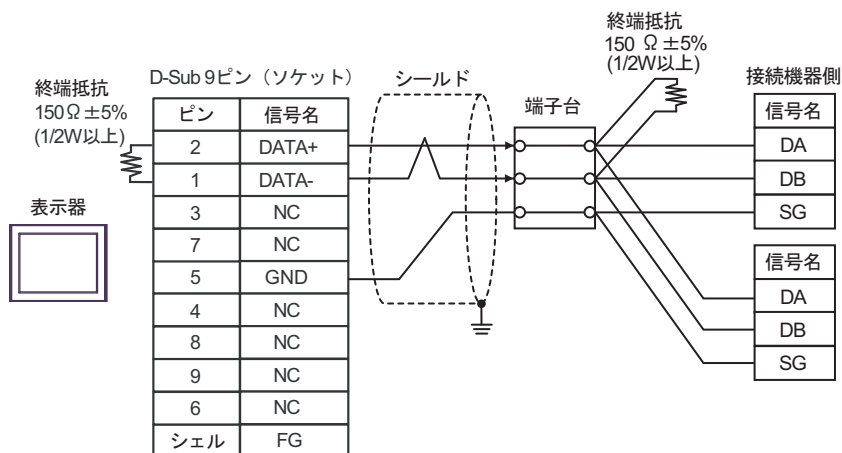 終端抵抗
150Ω±5%
(1/2W以上)
D-Sub 9ピン（ソケット）
ピン 信号名
2 DATA+
1 DATA-
3 NC
7 NC
5 GND
4 NC
8 NC
9 NC
6 NC
シェル FG
表示器
シールド
端子台
終端抵抗
150 Ω ±5%
(1/2W以上)
接続機器側
信号名
DA
DB
SG
信号名
DA
DB
SG